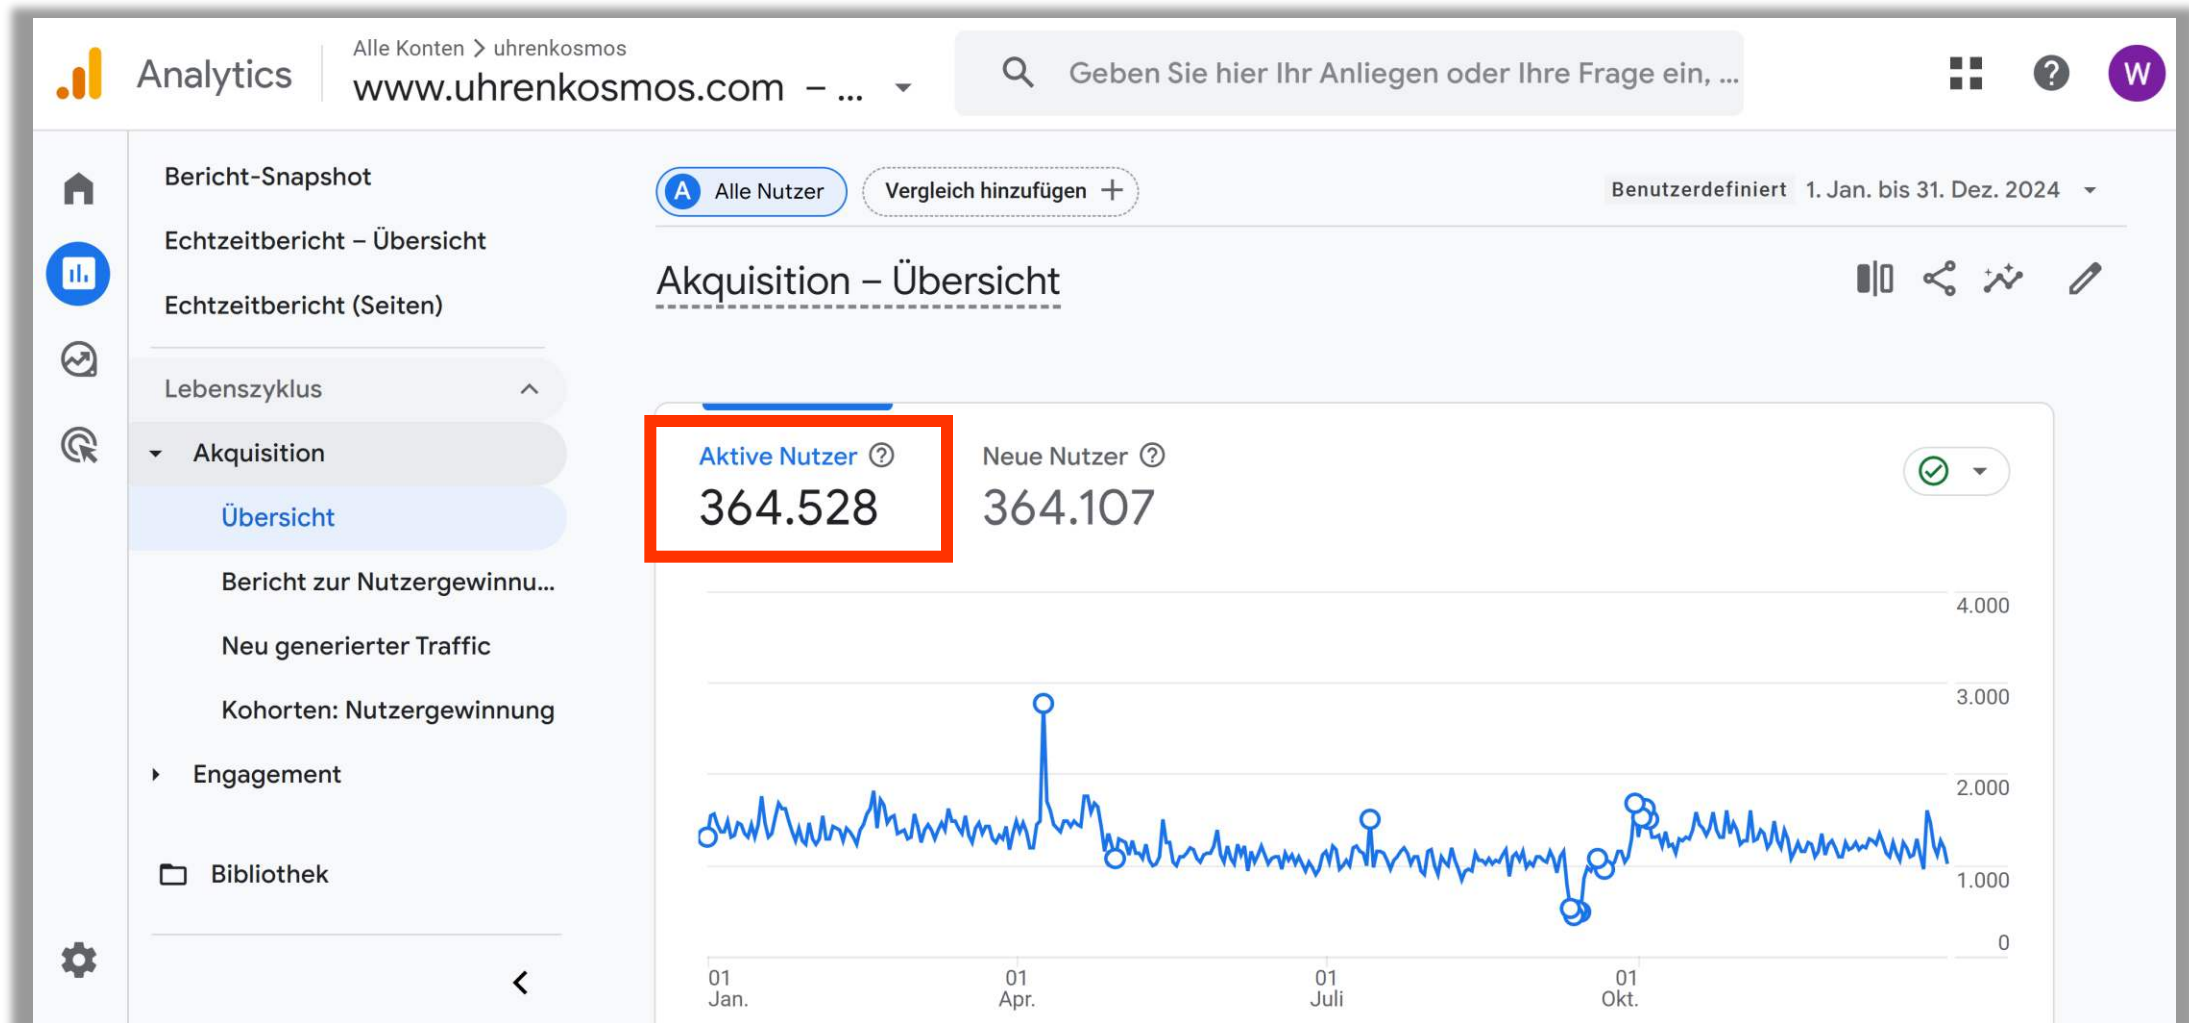 Analytics
Alle Konten > uhrenkosmos
www.uhrenkosmos.com – ...
Geben Sie hier Ihr Anliegen oder Ihre Frage ein, ...
W
Bericht-Snapshot
Echtzeitbericht – Übersicht
Echtzeitbericht (Seiten)
Lebenszyklus
Akquisition
Übersicht
Bericht zur Nutzergewinnu...
Neu generierter Traffic
Kohorten: Nutzergewinnung
Engagement
Bibliothek
A Alle Nutzer
Vergleich hinzufügen +
Benutzerdefiniert 1. Jan. bis 31. Dez. 2024
Akquisition – Übersicht
Aktive Nutzer
364.528
Neue Nutzer
364.107
4.000
3.000
2.000
1.000
0
01 Jan.
01 Apr.
01 Juli
01 Okt.